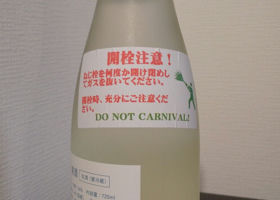 開栓注意！
ねじ栓を何度か開け閉めし
てガスを抜いてください。
開栓時、充分にご注意くだ
さい。
DO NOT CARNIVAL!